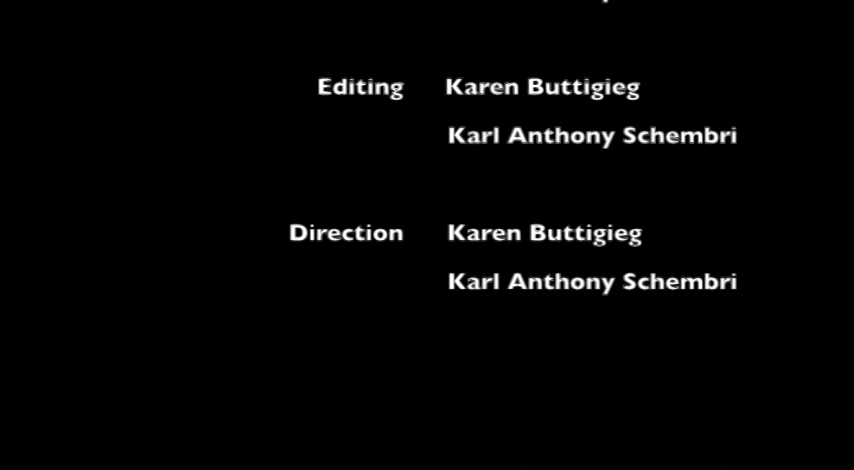 Editing Karen Buttigieg
Karl Anthony Schembri
Direction Karen Buttigieg
Karl Anthony Schembri